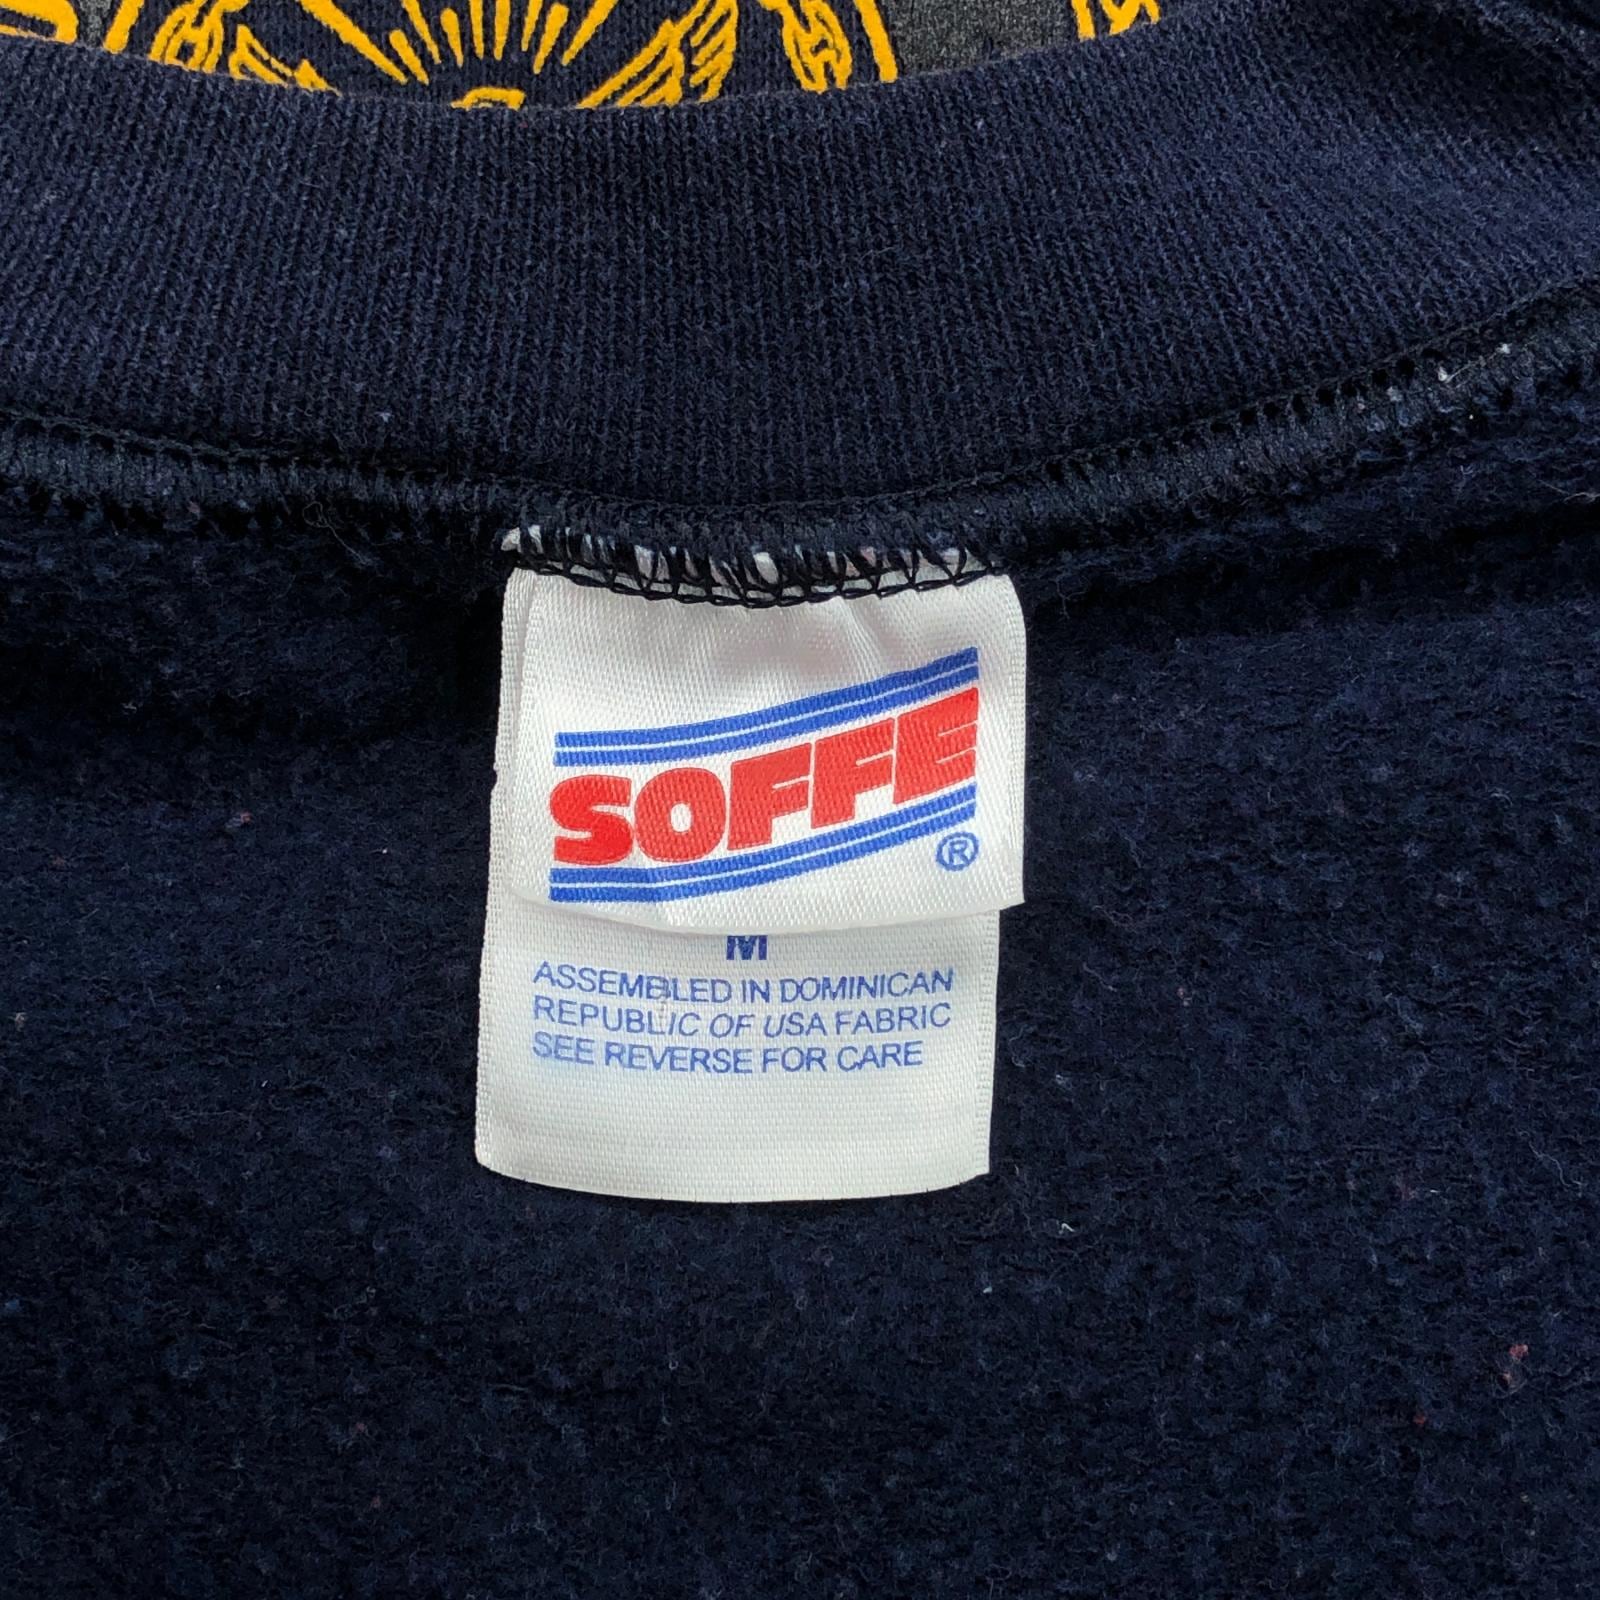 SOFFE
®
M
ASSEMBLED IN DOMINICAN
REPUBLIC OF USA FABRIC
SEE REVERSE FOR CARE